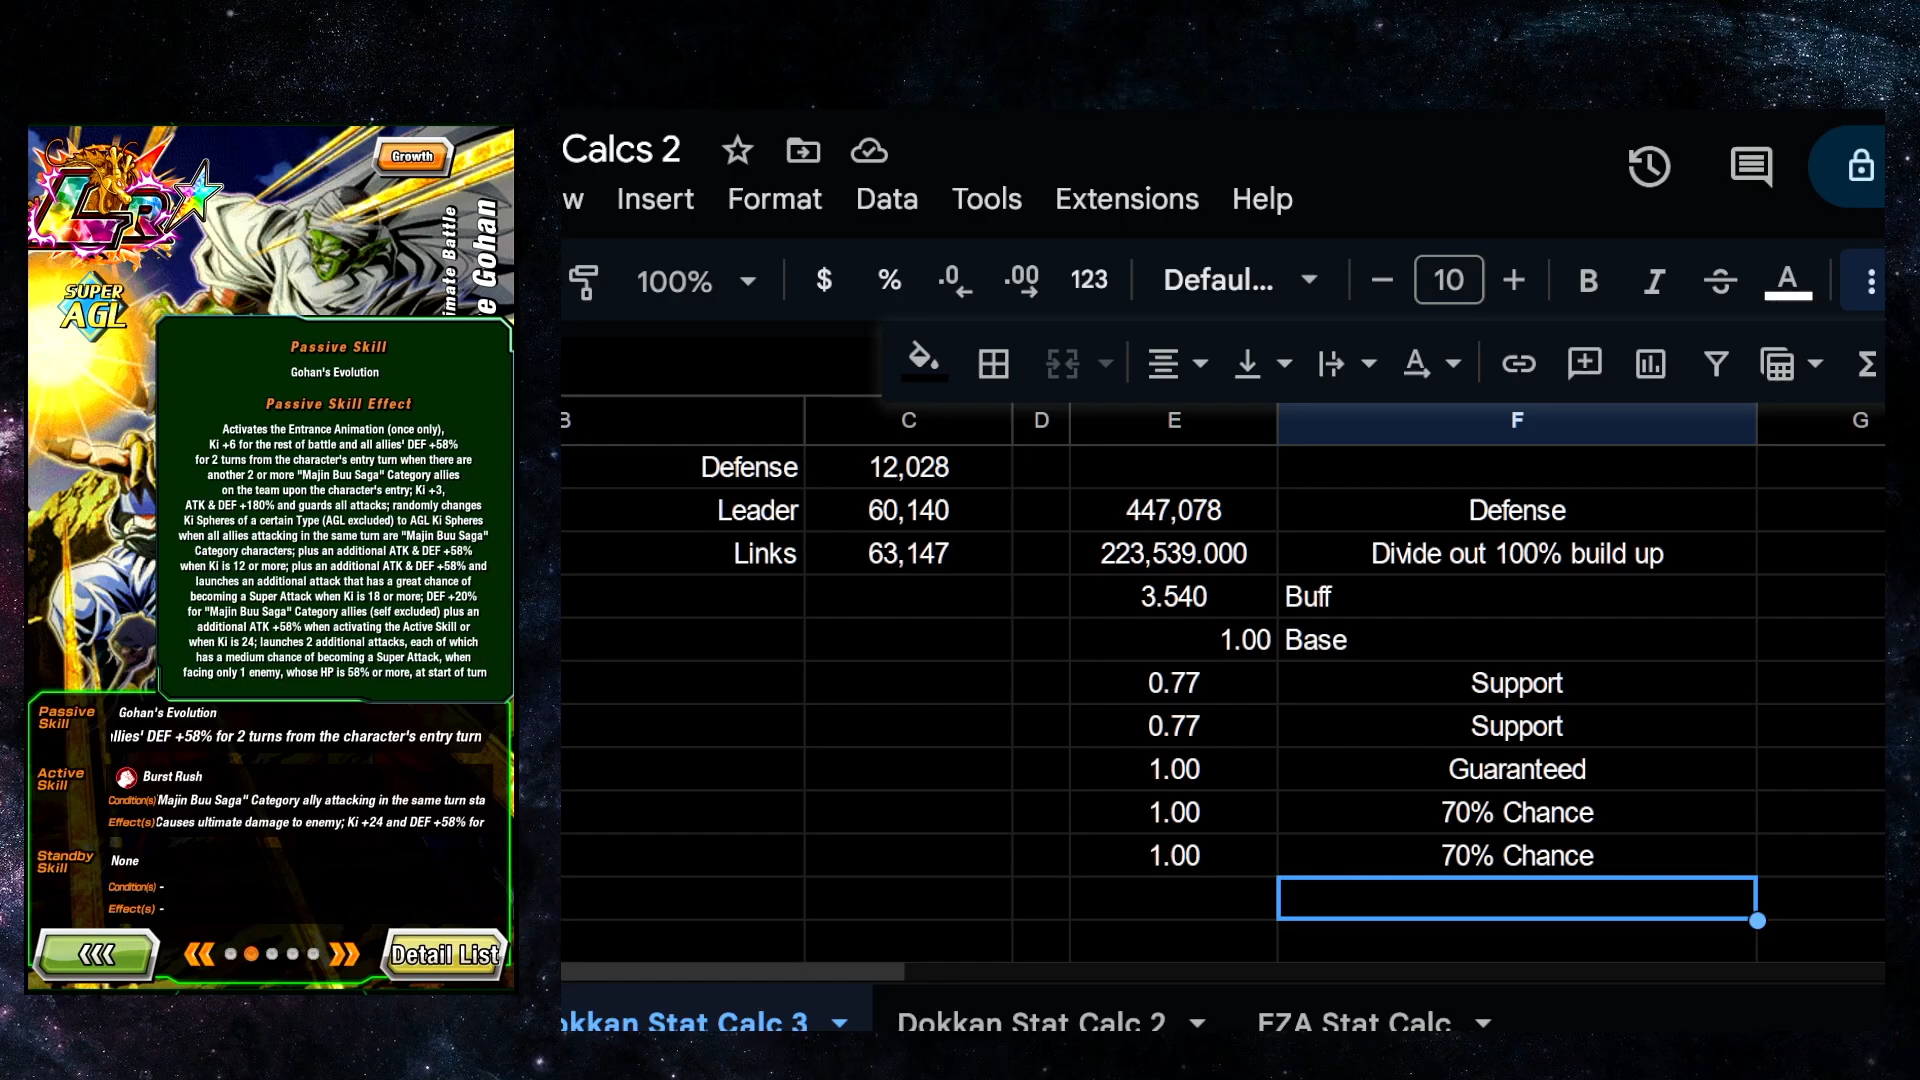 Growth
LR
SUPER
AGL
imate Battle
e Gohan
Passive Skill
Gohan's Evolution
Passive Skill Effect
Activates the Entrance Animation (once only),
Ki +6 for the rest of battle and all allies' DEF +58%
for 2 turns from the character's entry turn when there are
another 2 or more "Majin Buu Saga" Category allies
on the team upon the character's entry; Ki +3,
ATK & DEF +180% and guards all attacks; randomly changes
Ki Spheres of a certain Type (AGL excluded) to AGL Ki Spheres
when all allies attacking in the same turn are "Majin Buu Saga"
Category characters; plus an additional ATK & DEF +58%
when Ki is 12 or more; plus an additional ATK & DEF +58% and
launches an additional attack that has a great chance of
becoming a Super Attack when Ki is 18 or more; DEF +20%
for "Majin Buu Saga" Category allies (self excluded) plus an
additional ATK +58% when activating the Active Skill or
when Ki is 24; launches 2 additional attacks, each of which
has a medium chance of becoming a Super Attack, when
facing only 1 enemy, whose HP is 58% or more, at start of turn
Passive Skill
Gohan's Evolution
llies' DEF +58% for 2 turns from the character's entry turn
Active Skill
Burst Rush
Condition(s) 'Majin Buu Saga" Category ally attacking in the same turn sta
Effect(s) Causes ultimate damage to enemy; Ki +24 and DEF +58% for
Standby Skill
None
Condition(s) -
Effect(s) -
Detail List
Calcs 2
w Insert Format Data Tools Extensions Help
100% $ % .0 .00 123 Defaul... − 10 + B I S A
B C D E F G
Defense 12,028
Leader 60,140 447,078 Defense
Links 63,147 223,539.000 Divide out 100% build up
3.540 Buff
1.00 Base
0.77 Support
0.77 Support
1.00 Guaranteed
1.00 70% Chance
1.00 70% Chance
okkan Stat Calc 3 Dokkan Stat Calc 2 EZA Stat Calc